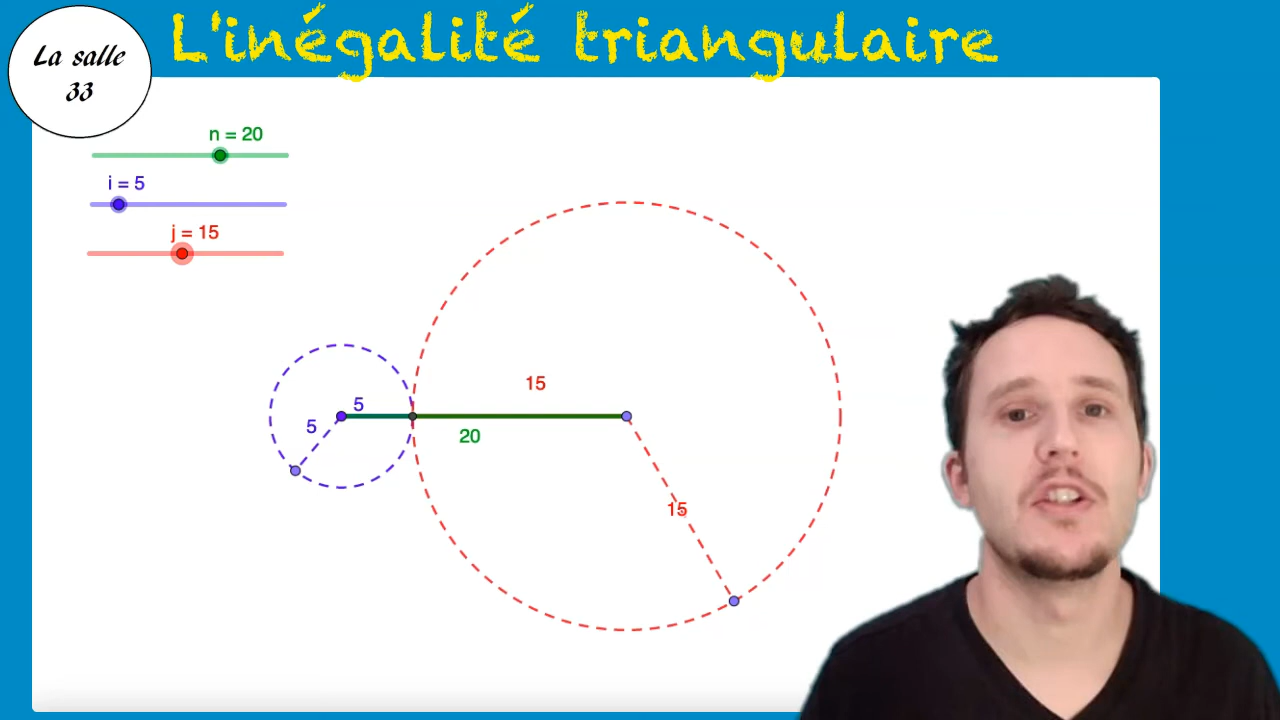 La salle
33
L'inégalité triangulaire
n = 20
i = 5
j = 15
15
5
5
20
15